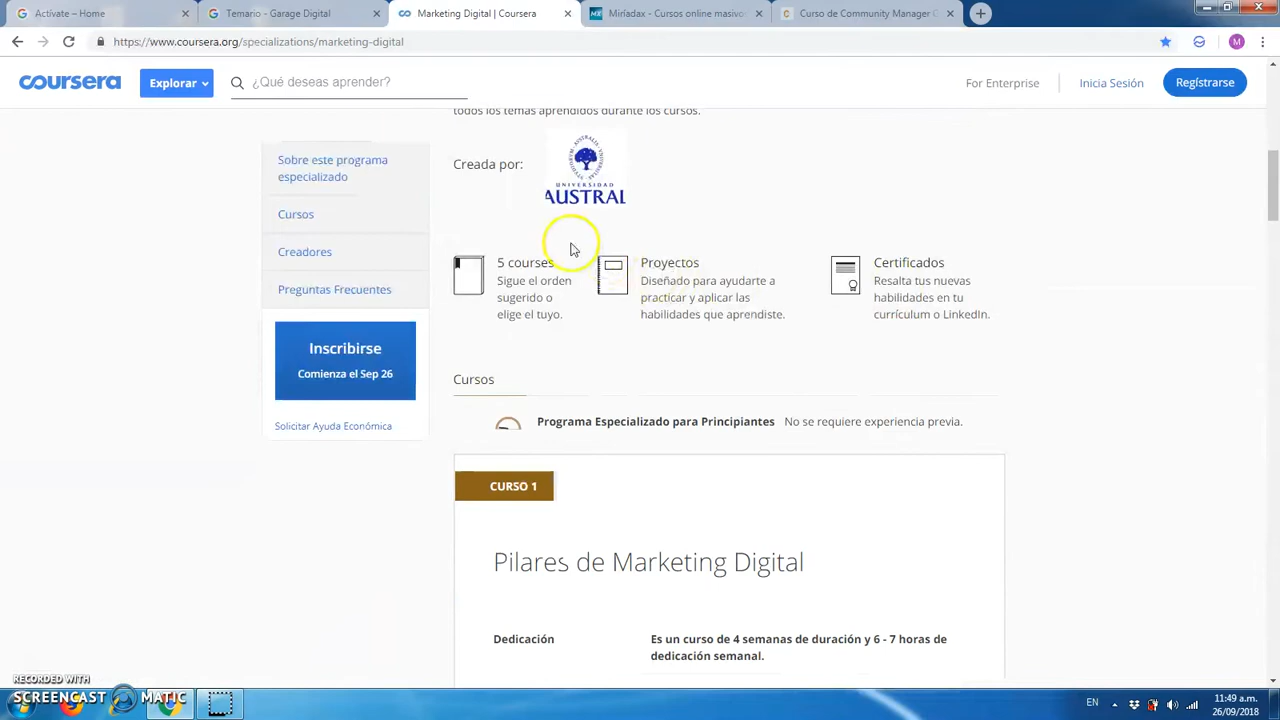 Actívate – Home
Temario - Garage Digital
Marketing Digital | Coursera
Miríadax - Cursos online masivos
Curso de Community Manager G
https://www.coursera.org/specializations/marketing-digital
M
coursera
Explorar
¿Qué deseas aprender?
For Enterprise
Inicia Sesión
Regístrarse
todos los temas aprendidos durante los cursos.
Creada por:
UNIVERSIDAD
AUSTRAL
Sobre este programa
especializado
Cursos
Creadores
Preguntas Frecuentes
Inscribirse
Comienza el Sep 26
Solicitar Ayuda Económica
5 courses
Sigue el orden
sugerido o
elige el tuyo.
Proyectos
Diseñado para ayudarte a
practicar y aplicar las
habilidades que aprendiste.
Certificados
Resalta tus nuevas
habilidades en tu
currículum o LinkedIn.
Cursos
Programa Especializado para Principiantes No se requiere experiencia previa.
CURSO 1
Pilares de Marketing Digital
Dedicación
Es un curso de 4 semanas de duración y 6 - 7 horas de
dedicación semanal.
RECORDED WITH
SCREENCAST MATIC
EN
11:49 a.m.
26/09/2018